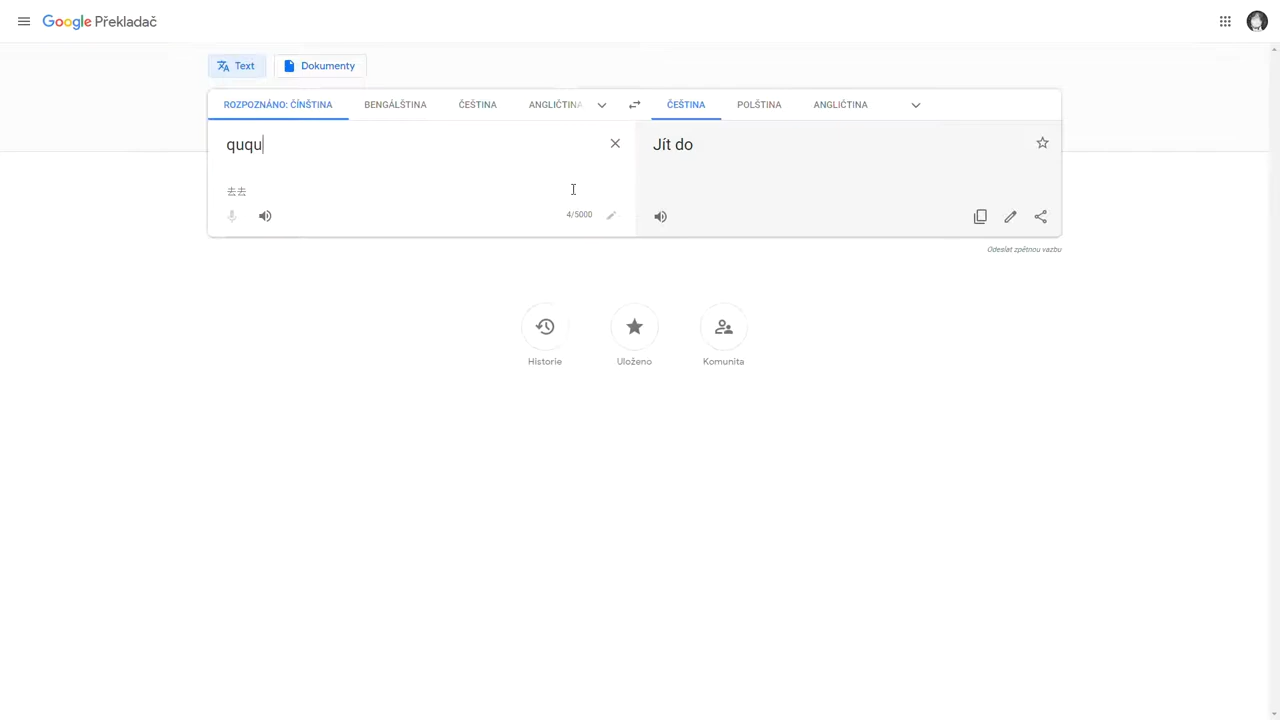 Google Překladač
Text
Dokumenty
ROZPOZNÁNO: ČÍNŠTINA
BENGÁLŠTINA
ČEŠTINA
ANGLIČTINA
ČEŠTINA
POLŠTINA
ANGLIČTINA
ququ
Jít do
去去
4/5000
Odeslat zpětnou vazbu
Historie
Uloženo
Komunita